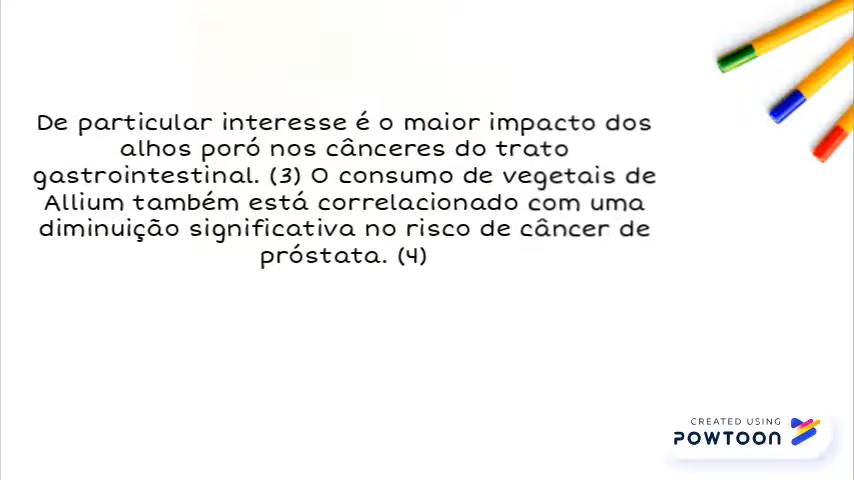 De particular interesse é o maior impacto dos
alhos poró nos cânceres do trato
gastrointestinal. (3) O consumo de vegetais de
Allium também está correlacionado com uma
diminuição significativa no risco de câncer de
próstata. (4)
CREATED USING
POWTOON